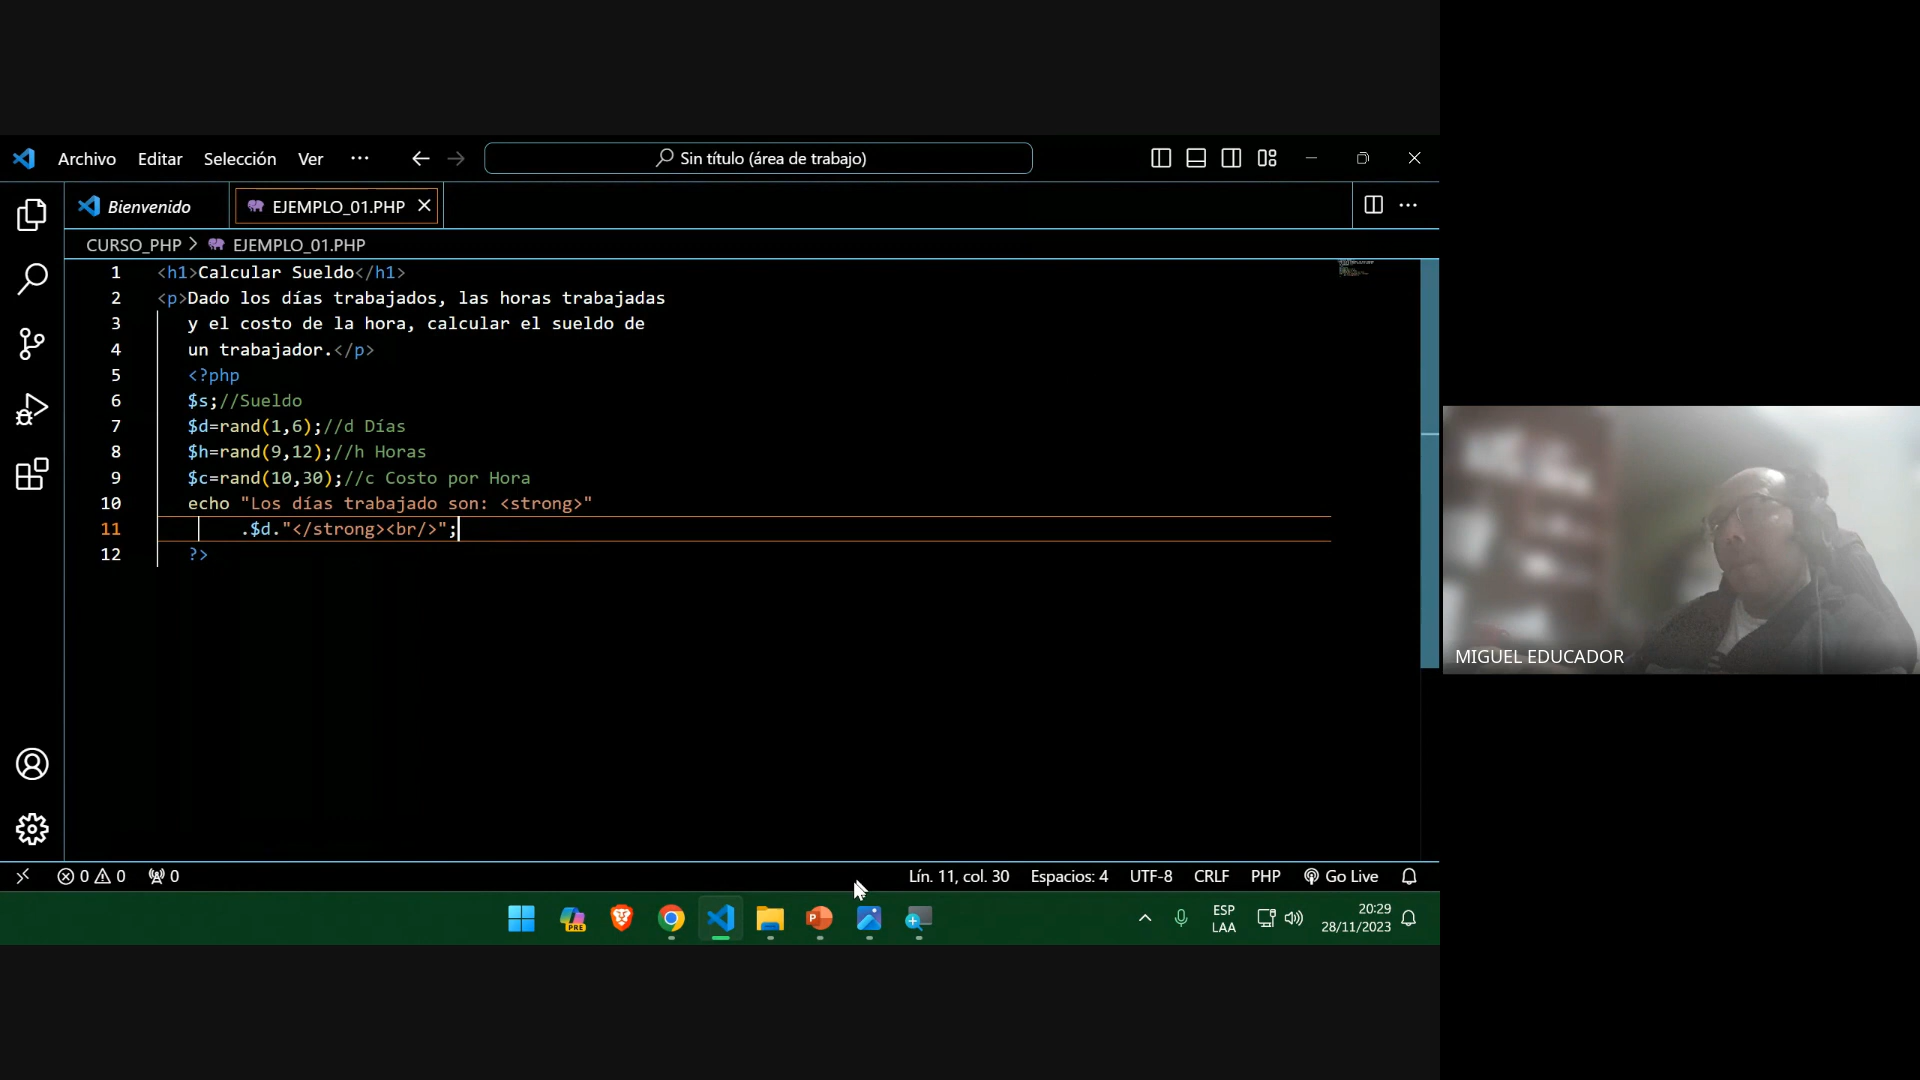 Archivo Editar Selección Ver ··· Sin título (área de trabajo)
Bienvenido EJEMPLO_01.PHP
CURSO_PHP > EJEMPLO_01.PHP
1 <h1>Calcular Sueldo</h1>
2 <p>Dado los días trabajados, las horas trabajadas
3 y el costo de la hora, calcular el sueldo de
4 un trabajador.</p>
5 <?php
6 $s;//Sueldo
7 $d=rand(1,6);//d Días
8 $h=rand(9,12);//h Horas
9 $c=rand(10,30);//c Costo por Hora
10 echo "Los días trabajado son: <strong>"
11 .$d."</strong><br/>";
12 ?>
MIGUEL EDUCADOR
0 0 0 Lín. 11, col. 30 Espacios: 4 UTF-8 CRLF PHP Go Live
PRE
P
ESP
LAA
20:29
28/11/2023